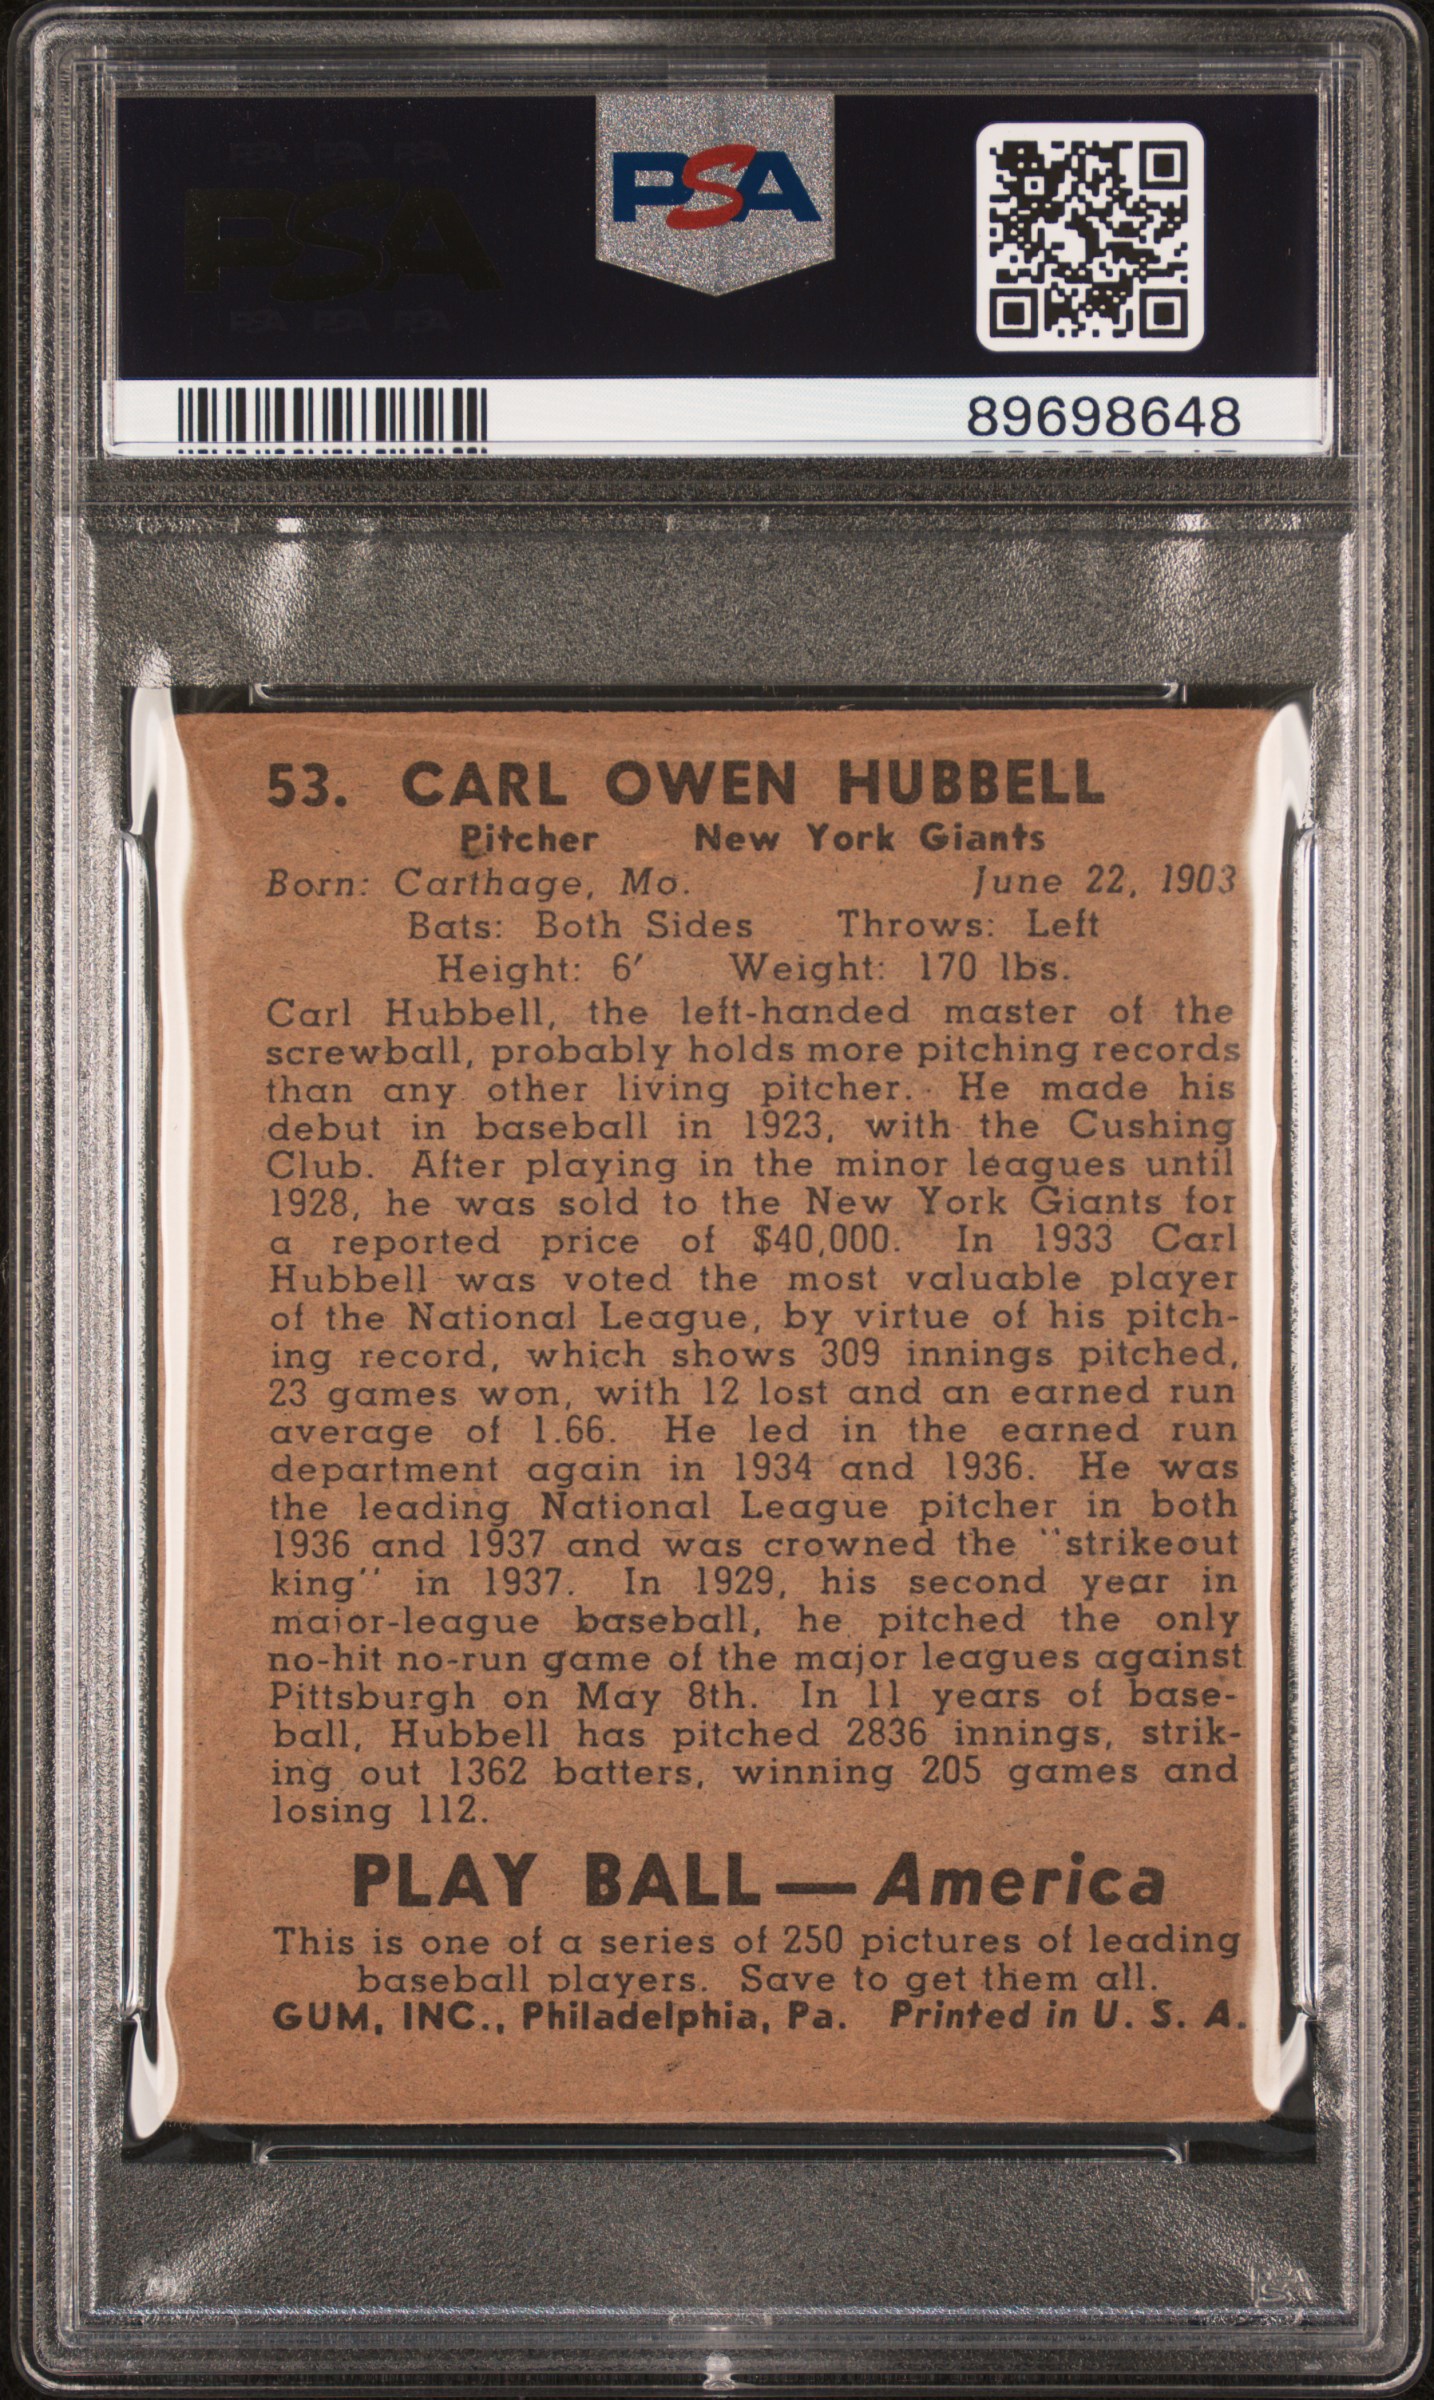 PSA PSA PSA
PSA
PSA PSA PSA
PSA
89698648
53. CARL OWEN HUBBELL
Pitcher New York Giants
Born: Carthage, Mo. June 22, 1903
Bats: Both Sides Throws: Left
Height: 6′ Weight: 170 lbs.
Carl Hubbell, the left-handed master of the
screwball, probably holds more pitching records
than any other living pitcher. He made his
debut in baseball in 1923, with the Cushing
Club. After playing in the minor leagues until
1928, he was sold to the New York Giants for
a reported price of $40,000. In 1933 Carl
Hubbell was voted the most valuable player
of the National League, by virtue of his pitch-
ing record, which shows 309 innings pitched,
23 games won, with 12 lost and an earned run
average of 1.66. He led in the earned run
department again in 1934 and 1936. He was
the leading National League pitcher in both
1936 and 1937 and was crowned the "strikeout
king" in 1937. In 1929, his second year in
major-league baseball, he pitched the only
no-hit no-run game of the major leagues against
Pittsburgh on May 8th. In 11 years of base-
ball, Hubbell has pitched 2836 innings, strik-
ing out 1362 batters, winning 205 games and
losing 112.
PLAY BALL — America
This is one of a series of 250 pictures of leading
baseball players. Save to get them all.
GUM, INC., Philadelphia, Pa. Printed in U. S. A.
PSA